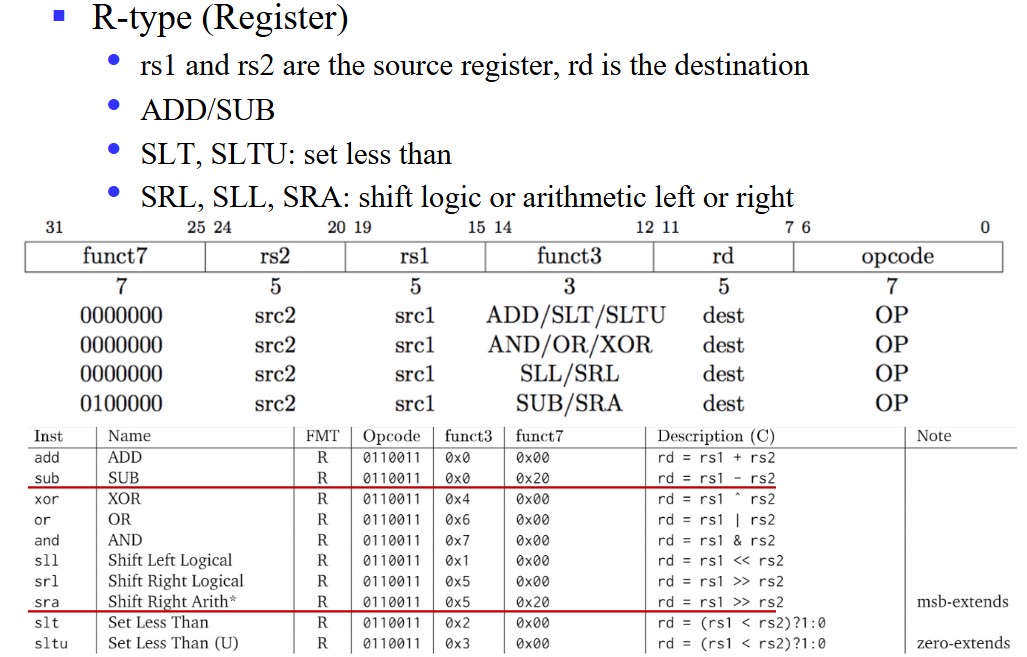 R-type (Register)
rs1 and rs2 are the source register, rd is the destination
ADD/SUB
SLT, SLTU: set less than
SRL, SLL, SRA: shift logic or arithmetic left or right
31 25 24 20 19 15 14 12 11 7 6 0
funct7 rs2 rs1 funct3 rd opcode
7 5 5 3 5 7
0000000 src2 src1 ADD/SLT/SLTU dest OP
0000000 src2 src1 AND/OR/XOR dest OP
0000000 src2 src1 SLL/SRL dest OP
0100000 src2 src1 SUB/SRA dest OP
Inst Name FMT Opcode funct3 funct7 Description (C) Note
add ADD R 0110011 0x0 0x00 rd = rs1 + rs2
sub SUB R 0110011 0x0 0x20 rd = rs1 - rs2
xor XOR R 0110011 0x4 0x00 rd = rs1 ^ rs2
or OR R 0110011 0x6 0x00 rd = rs1 | rs2
and AND R 0110011 0x7 0x00 rd = rs1 & rs2
sll Shift Left Logical R 0110011 0x1 0x00 rd = rs1 << rs2
srl Shift Right Logical R 0110011 0x5 0x00 rd = rs1 >> rs2
sra Shift Right Arith* R 0110011 0x5 0x20 rd = rs1 >> rs2 msb-extends
slt Set Less Than R 0110011 0x2 0x00 rd = (rs1 < rs2)?1:0
sltu Set Less Than (U) R 0110011 0x3 0x00 rd = (rs1 < rs2)?1:0 zero-extends